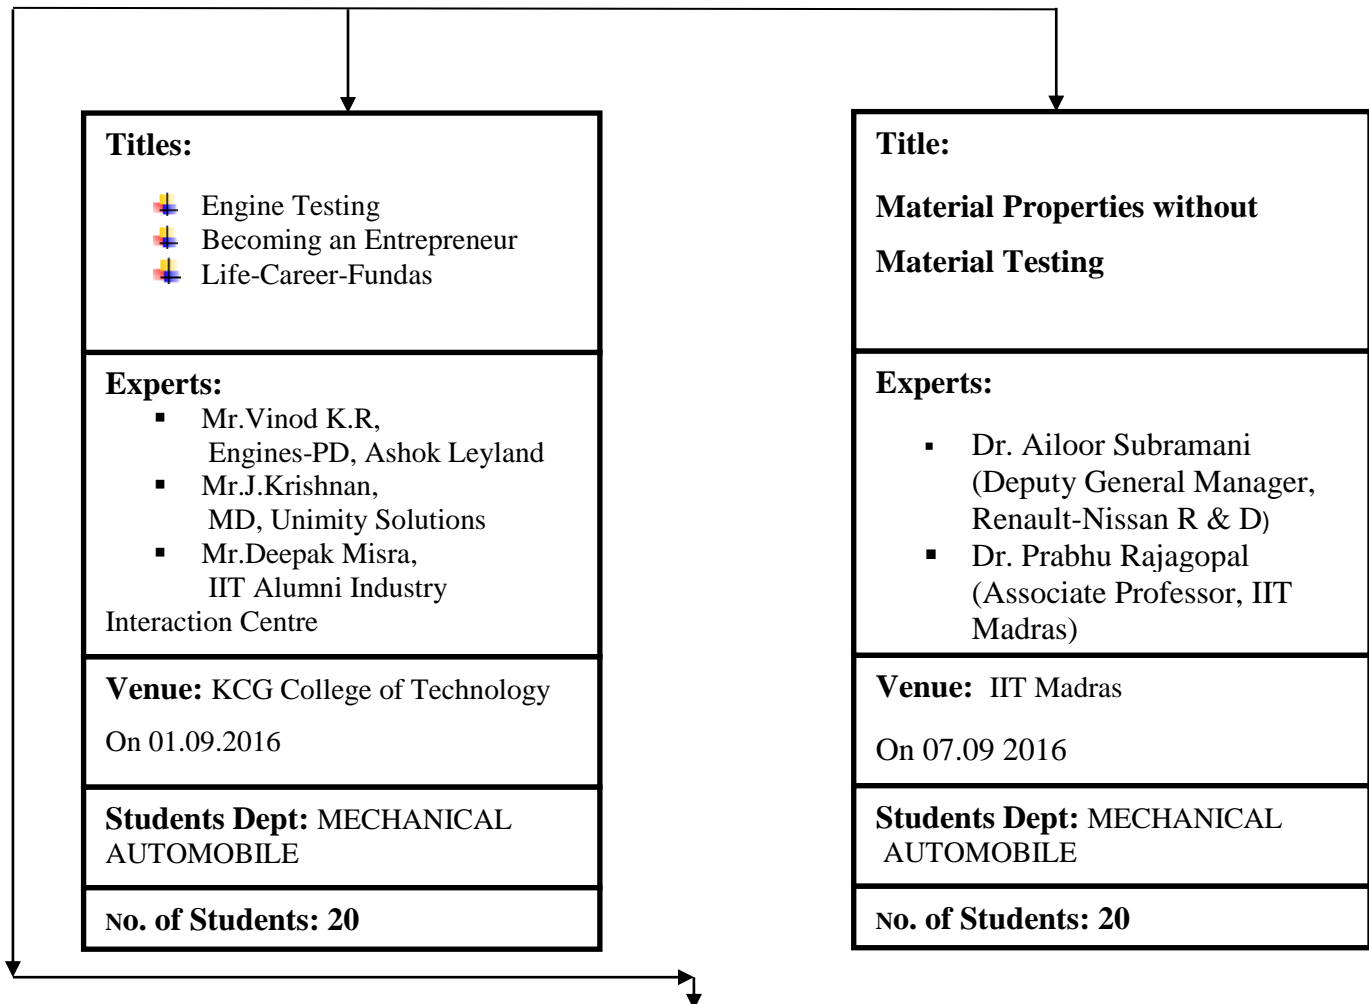 Titles:
Engine Testing
Becoming an Entrepreneur
Life-Career-Fundas
Experts:
▪ Mr.Vinod K.R,
Engines-PD, Ashok Leyland
▪ Mr.J.Krishnan,
MD, Unimity Solutions
▪ Mr.Deepak Misra,
IIT Alumni Industry
Interaction Centre
Venue: KCG College of Technology
On 01.09.2016
Students Dept: MECHANICAL
AUTOMOBILE
No. of Students: 20
Title:
Material Properties without
Material Testing
Experts:
▪ Dr. Ailoor Subramani
(Deputy General Manager,
Renault-Nissan R & D)
▪ Dr. Prabhu Rajagopal
(Associate Professor, IIT
Madras)
Venue: IIT Madras
On 07.09 2016
Students Dept: MECHANICAL
AUTOMOBILE
No. of Students: 20